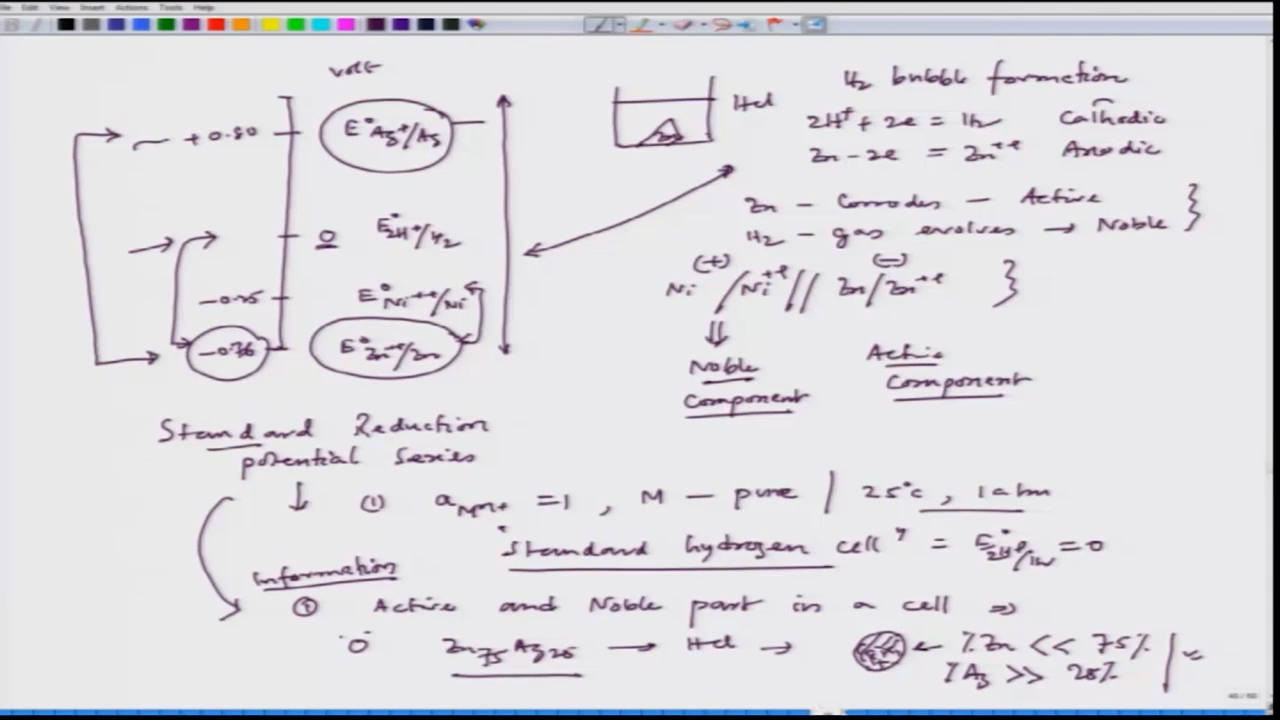 File Edit View Insert Actions Tools Help
volt
+ 0.80 E°Ag+/Ag
0 E°2H+/H2
-0.25 E°Ni++/Ni
-0.76 E°Zn++/Zn
Standard Reduction
potential series
HCl
Zn
H2 bubble formation
2H+ + 2e = H2 Cathodic
Zn - 2e = Zn++ Anodic
Zn - Corrodes - Active
H2 - gas evolves → Noble
(+) (-)
Ni /Ni++// Zn/Zn++
⇓
Noble
Component
Active
Component
↓ ① aMn+ = 1, M - pure | 25°c, 1 atm
"Standard hydrogen cell" = E°2H+/H2 = 0
Information
① Active and Noble part in a cell ⇒
Zn75Ag25 → HCl → ← % Zn << 75%
% Ag >> 25%